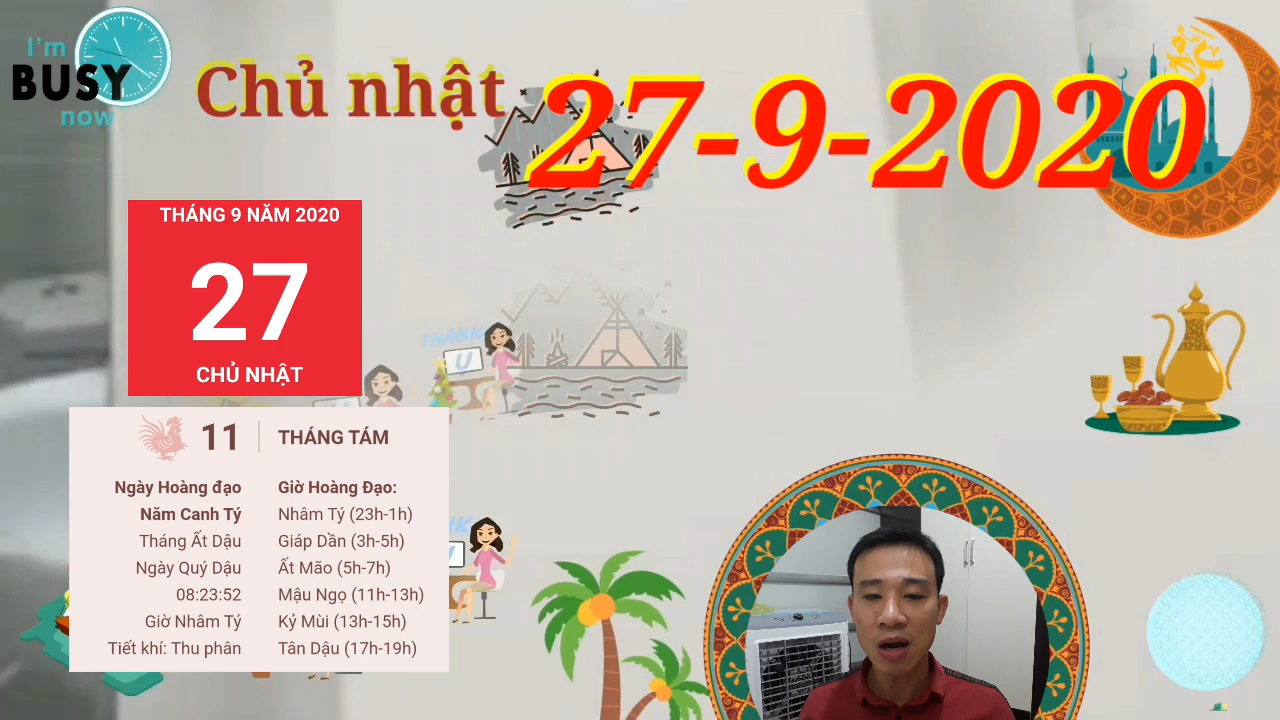 I'm
BUSY
now
Chủ nhật
27-9-2020
THÁNG 9 NĂM 2020
27
CHỦ NHẬT
THANK
U
11
THÁNG TÁM
Ngày Hoàng đạo
Năm Canh Tý
Tháng Ất Dậu
Ngày Quý Dậu
08:23:52
Giờ Nhâm Tý
Tiết khí: Thu phân
Giờ Hoàng Đạo:
Nhâm Tý (23h-1h)
Giáp Dần (3h-5h)
Ất Mão (5h-7h)
Mậu Ngọ (11h-13h)
Kỷ Mùi (13h-15h)
Tân Dậu (17h-19h)